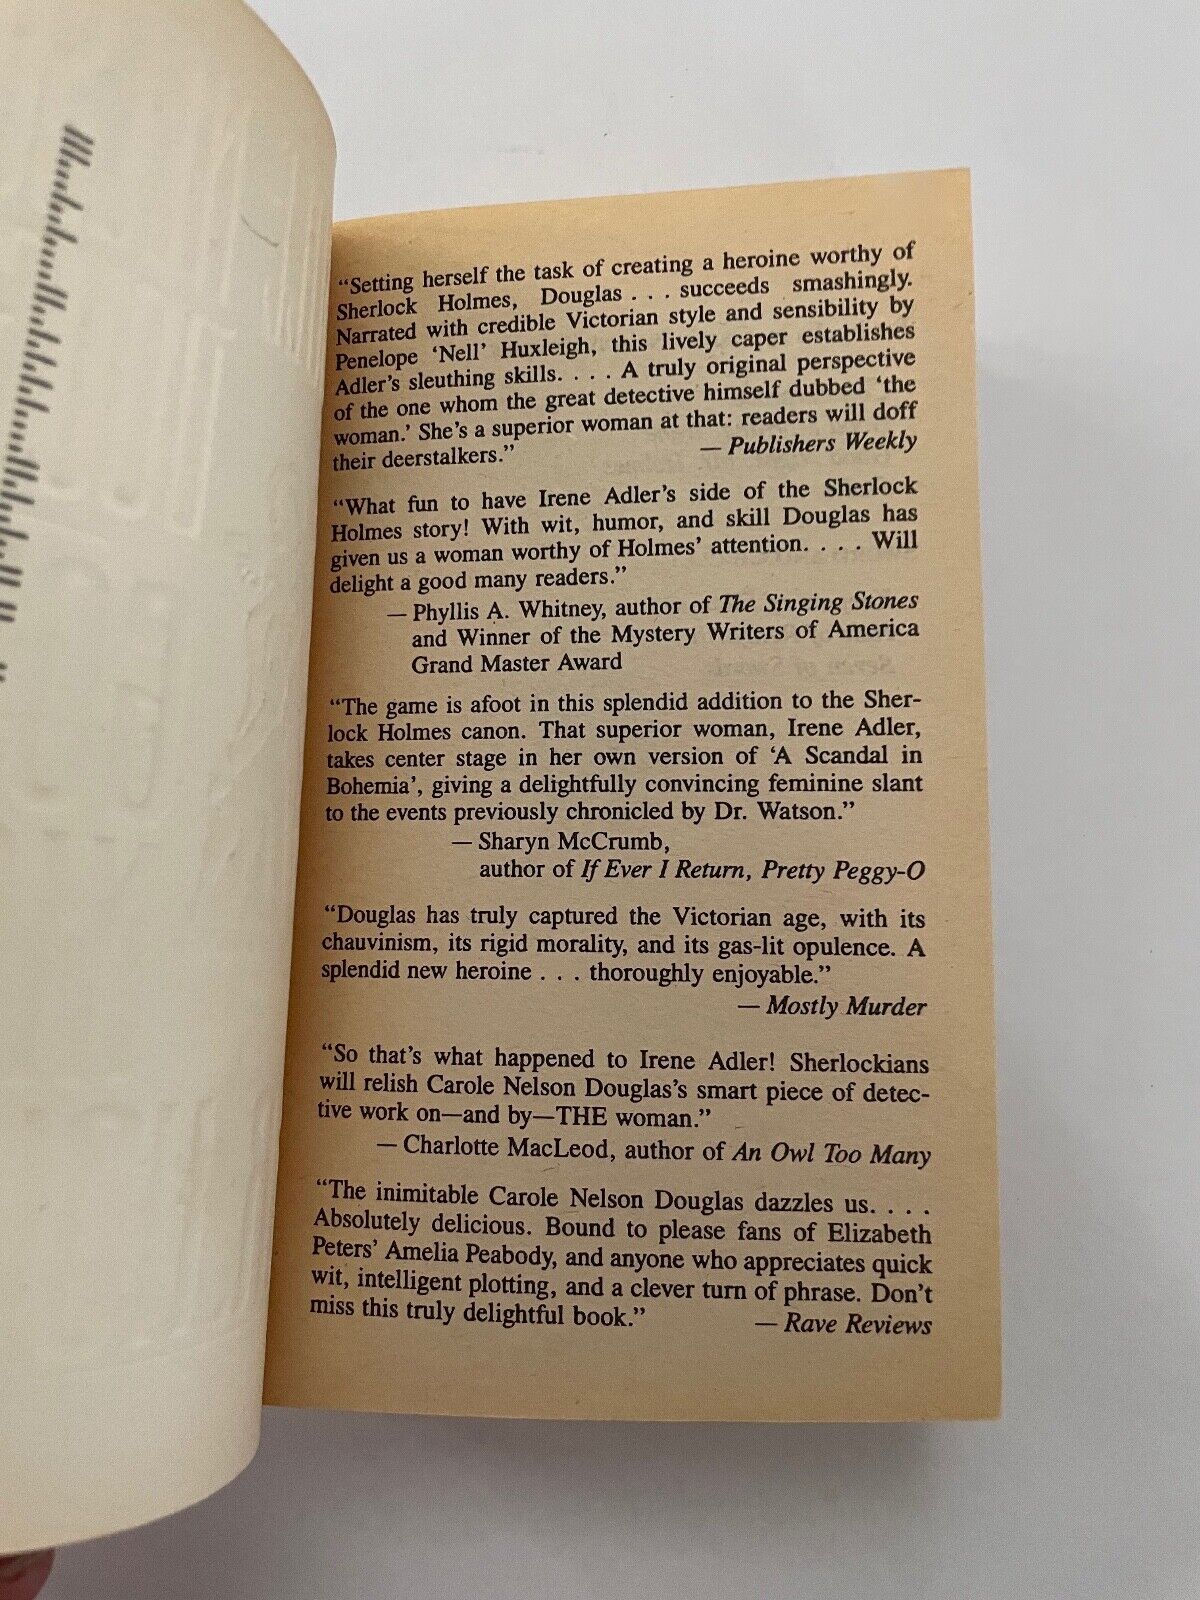 “Setting herself the task of creating a heroine worthy of
Sherlock Holmes, Douglas . . . succeeds smashingly.
Narrated with credible Victorian style and sensibility by
Penelope ‘Nell’ Huxleigh, this lively caper establishes
Adler’s sleuthing skills. . . . A truly original perspective
of the one whom the great detective himself dubbed ‘the
woman.’ She’s a superior woman at that: readers will doff
their deerstalkers.” — Publishers Weekly
“What fun to have Irene Adler’s side of the Sherlock
Holmes story! With wit, humor, and skill Douglas has
given us a woman worthy of Holmes’ attention. . . . Will
delight a good many readers.”
— Phyllis A. Whitney, author of The Singing Stones
and Winner of the Mystery Writers of America
Grand Master Award
“The game is afoot in this splendid addition to the Sher-
lock Holmes canon. That superior woman, Irene Adler,
takes center stage in her own version of ‘A Scandal in
Bohemia’, giving a delightfully convincing feminine slant
to the events previously chronicled by Dr. Watson.”
— Sharyn McCrumb,
author of If Ever I Return, Pretty Peggy-O
“Douglas has truly captured the Victorian age, with its
chauvinism, its rigid morality, and its gas-lit opulence. A
splendid new heroine . . . thoroughly enjoyable.”
— Mostly Murder
“So that’s what happened to Irene Adler! Sherlockians
will relish Carole Nelson Douglas’s smart piece of detec-
tive work on—and by—THE woman.”
— Charlotte MacLeod, author of An Owl Too Many
“The inimitable Carole Nelson Douglas dazzles us. . . .
Absolutely delicious. Bound to please fans of Elizabeth
Peters’ Amelia Peabody, and anyone who appreciates quick
wit, intelligent plotting, and a clever turn of phrase. Don’t
miss this truly delightful book.” — Rave Reviews